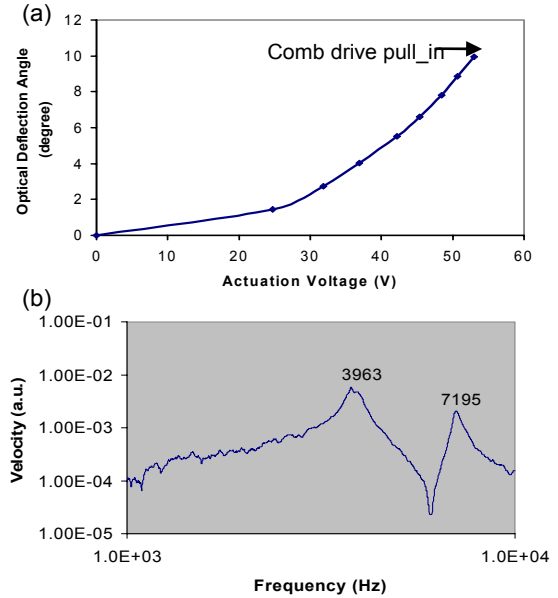 (a)
12
10
8
6
4
2
0
Comb drive pull_in
Optical Deflection Angle
(degree)
0 10 20 30 40 50 60
Actuation Voltage (V)
(b)
1.00E-01
1.00E-02
1.00E-03
1.00E-04
1.00E-05
3963
7195
Velocity (a.u.)
1.0E+03 1.0E+04
Frequency (Hz)